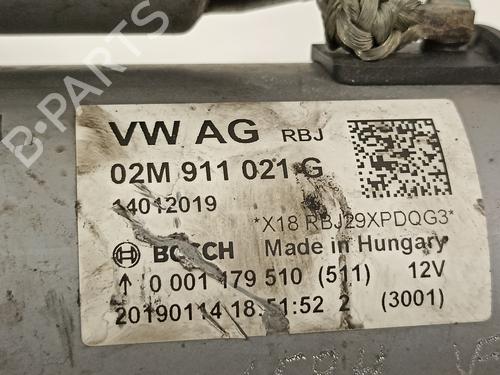 VW AG RBJ
02M 911 021 G
14012019
*X18 RBJ29XPDQG3*
BOSCH Made in Hungary
↑ 0 001 179 510 (511) 12V
20190114 18:51:52 2 (3001)
B-PARTS